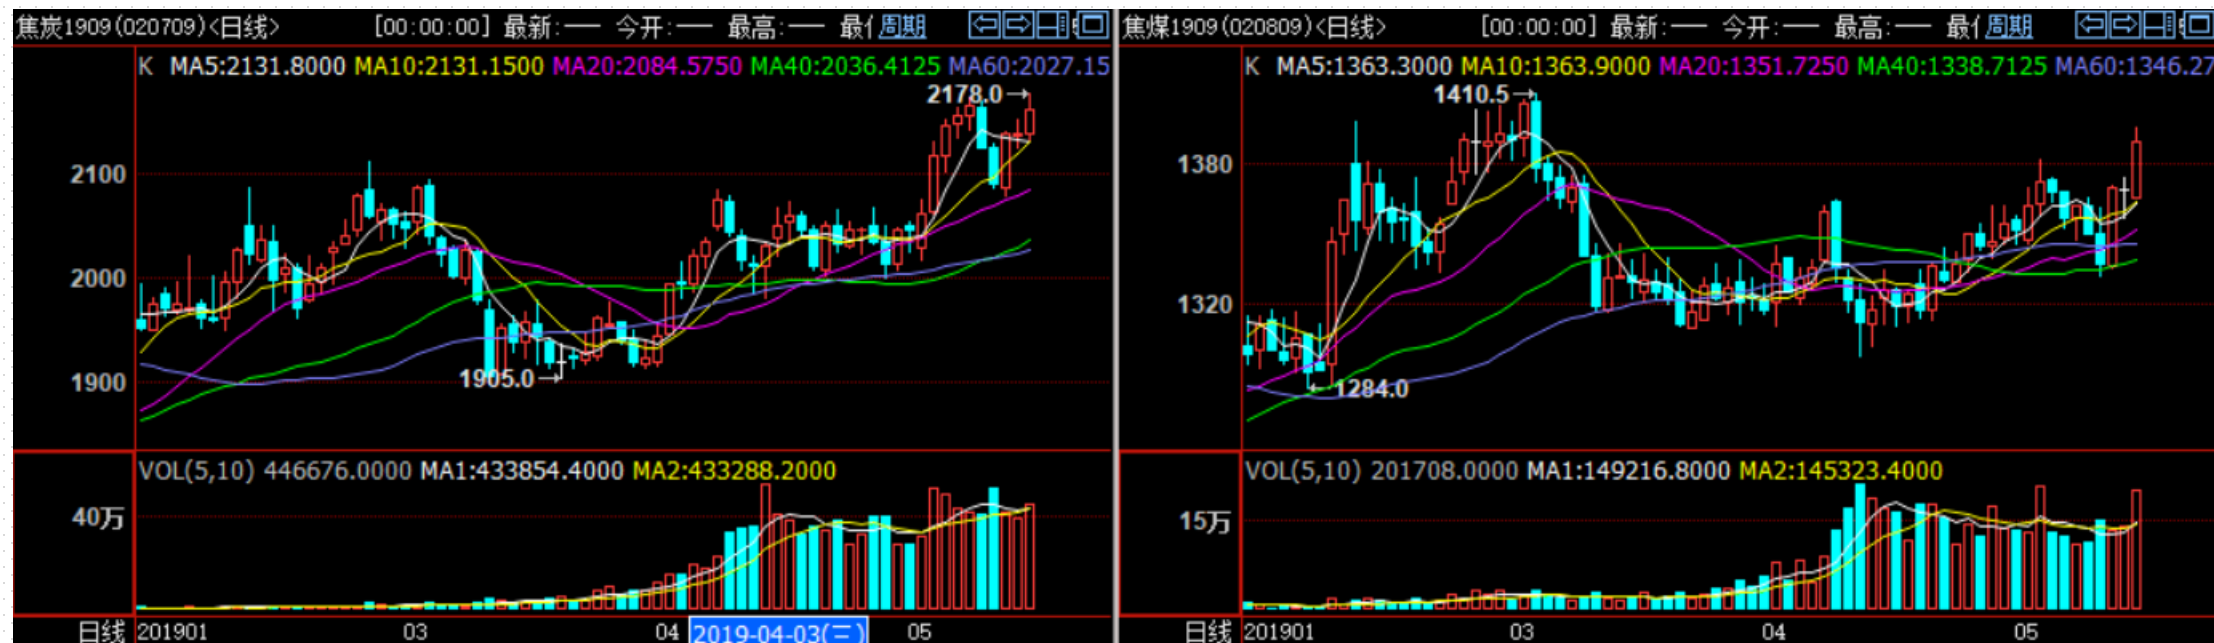 焦炭1909(020709)<日线> [00:00:00] 最新:── 今开:── 最高:── 最 周期
K MA5:2131.8000 MA10:2131.1500 MA20:2084.5750 MA40:2036.4125 MA60:2027.15
2178.0
2100
2000
1900
1905.0
VOL(5,10) 446676.0000 MA1:433854.4000 MA2:433288.2000
40万
日线 201901 03 04 2019-04-03(三) 05
焦煤1909(020809)<日线> [00:00:00] 最新:── 今开:── 最高:── 最 周期
K MA5:1363.3000 MA10:1363.9000 MA20:1351.7250 MA40:1338.7125 MA60:1346.27
1410.5
1380
1320
1284.0
VOL(5,10) 201708.0000 MA1:149216.8000 MA2:145323.4000
15万
日线 201901 03 04 05